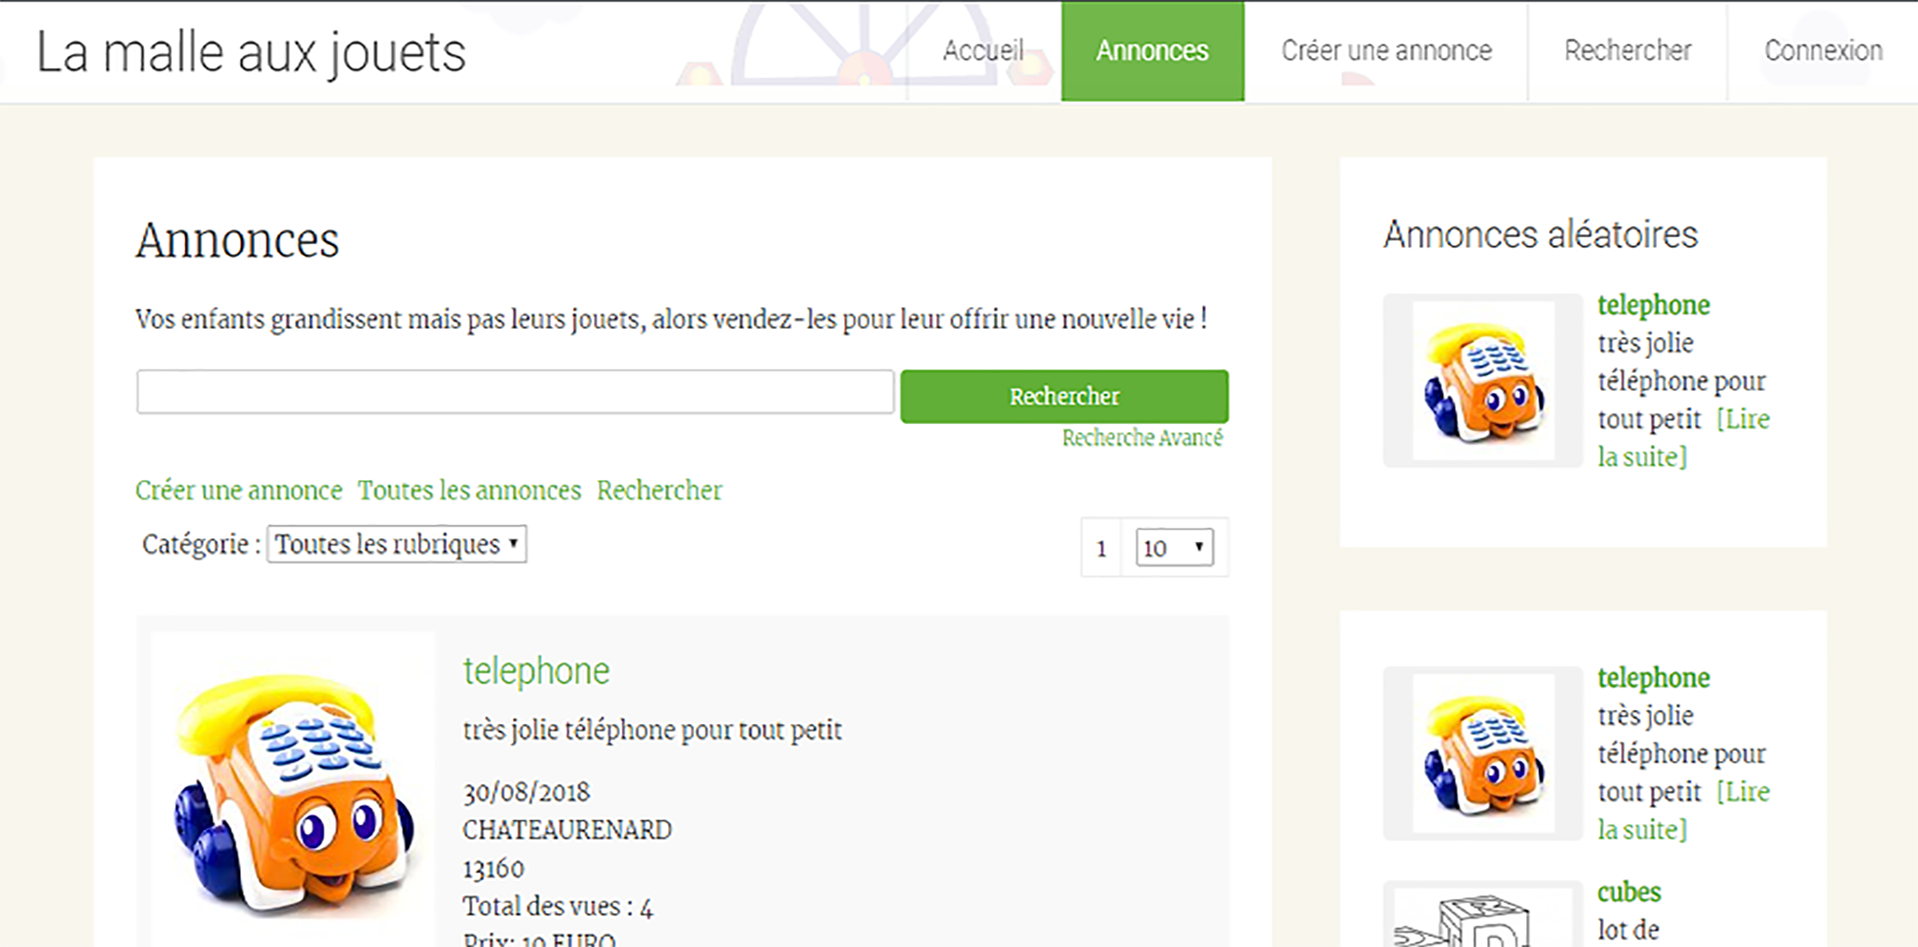 La malle aux jouets
Accueil
Annonces
Créer une annonce
Rechercher
Connexion
Annonces
Vos enfants grandissent mais pas leurs jouets, alors vendez-les pour leur offrir une nouvelle vie !
Rechercher
Recherche Avancé
Créer une annonce Toutes les annonces Rechercher
Catégorie : Toutes les rubriques
1 10
telephone
très jolie téléphone pour tout petit
30/08/2018
CHATEAURENARD
13160
Total des vues : 4
Prix: 10 EURO
Annonces aléatoires
telephone
très jolie
téléphone pour
tout petit [Lire
la suite]
telephone
très jolie
téléphone pour
tout petit [Lire
la suite]
cubes
lot de